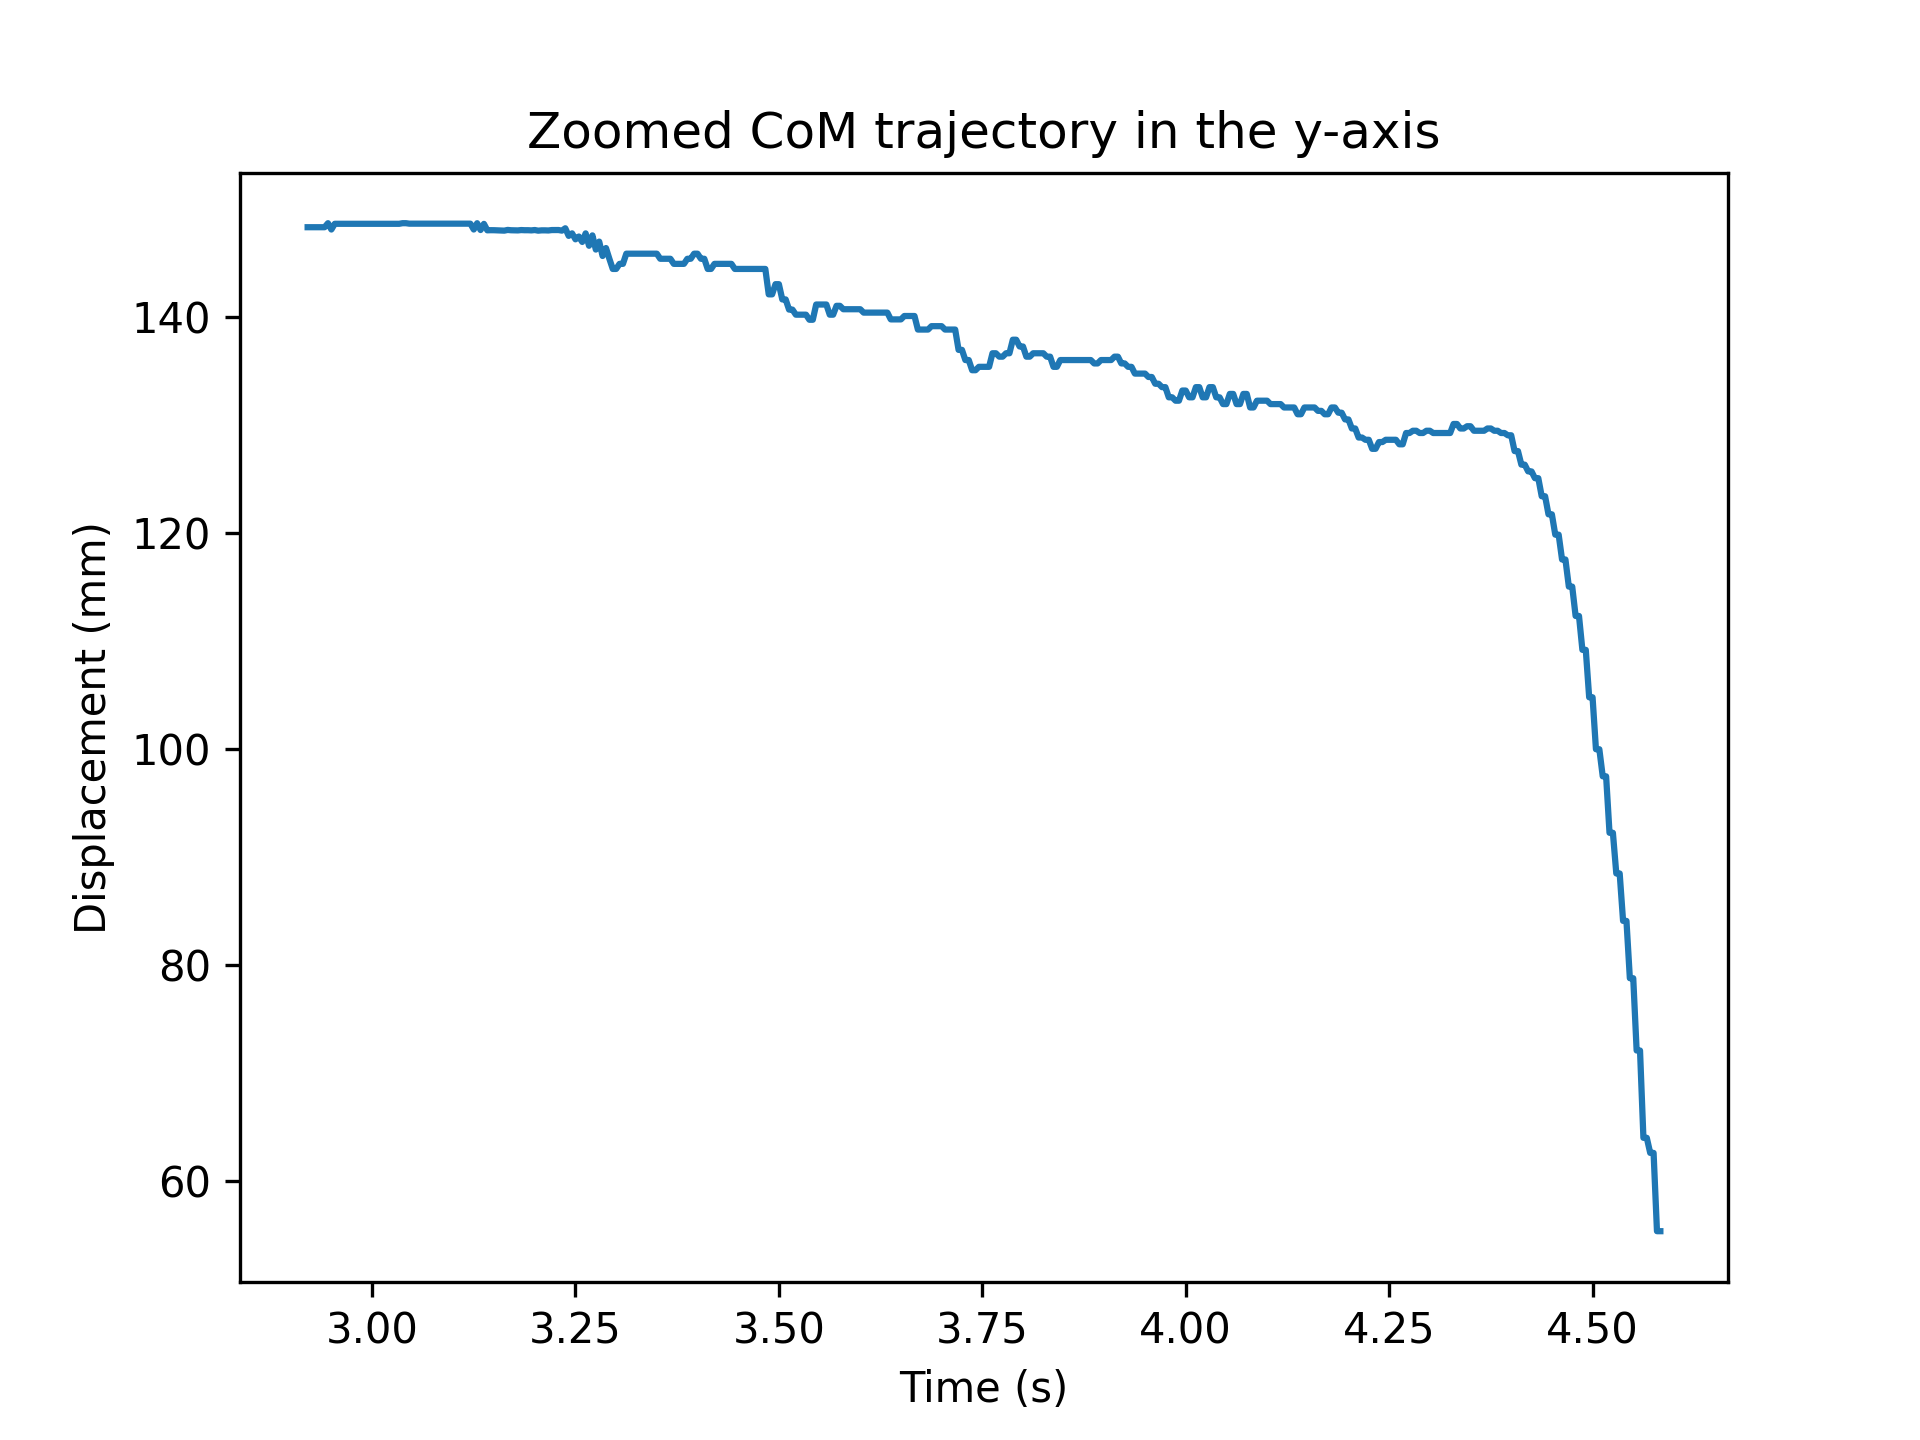 Zoomed CoM trajectory in the y-axis
Displacement (mm)
140
120
100
80
60
3.00 3.25 3.50 3.75 4.00 4.25 4.50
Time (s)